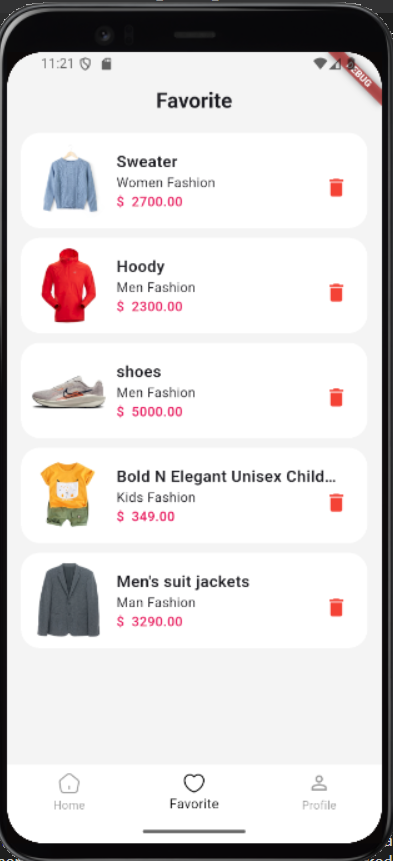 11:21
DEBUG
Favorite
Sweater
Women Fashion
$ 2700.00
Hoody
Men Fashion
$ 2300.00
shoes
Men Fashion
$ 5000.00
Bold N Elegant Unisex Child...
Kids Fashion
$ 349.00
Men's suit jackets
Man Fashion
$ 3290.00
Home
Favorite
Profile